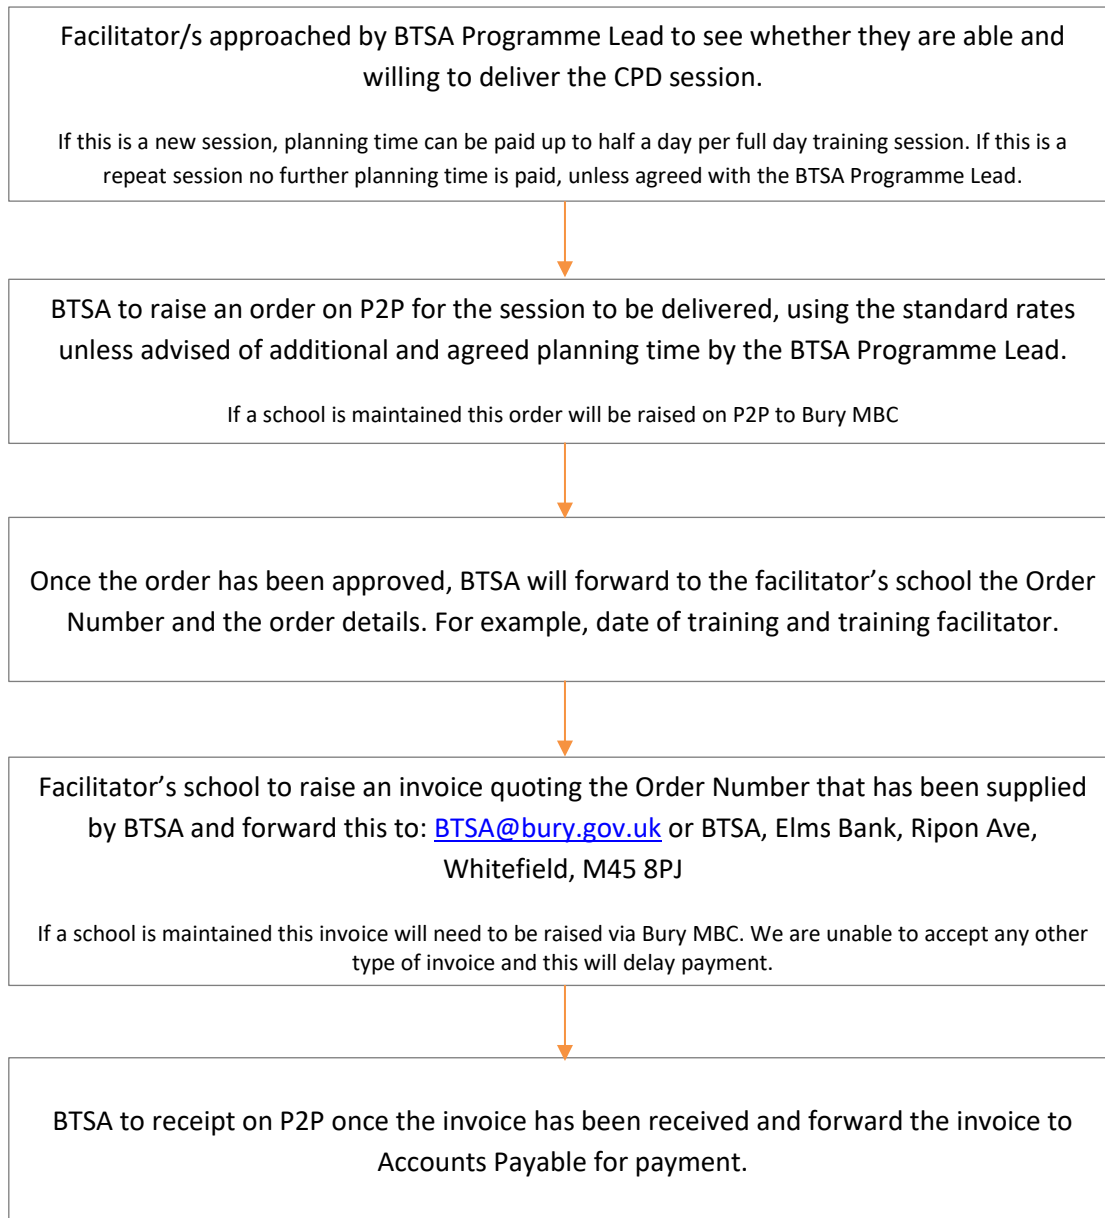 Facilitator/s approached by BTSA Programme Lead to see whether they are able and
willing to deliver the CPD session.
If this is a new session, planning time can be paid up to half a day per full day training session. If this is a
repeat session no further planning time is paid, unless agreed with the BTSA Programme Lead.
BTSA to raise an order on P2P for the session to be delivered, using the standard rates
unless advised of additional and agreed planning time by the BTSA Programme Lead.
If a school is maintained this order will be raised on P2P to Bury MBC
Once the order has been approved, BTSA will forward to the facilitator’s school the Order
Number and the order details. For example, date of training and training facilitator.
Facilitator’s school to raise an invoice quoting the Order Number that has been supplied
by BTSA and forward this to: BTSA@bury.gov.uk or BTSA, Elms Bank, Ripon Ave,
Whitefield, M45 8PJ
If a school is maintained this invoice will need to be raised via Bury MBC. We are unable to accept any other
type of invoice and this will delay payment.
BTSA to receipt on P2P once the invoice has been received and forward the invoice to
Accounts Payable for payment.